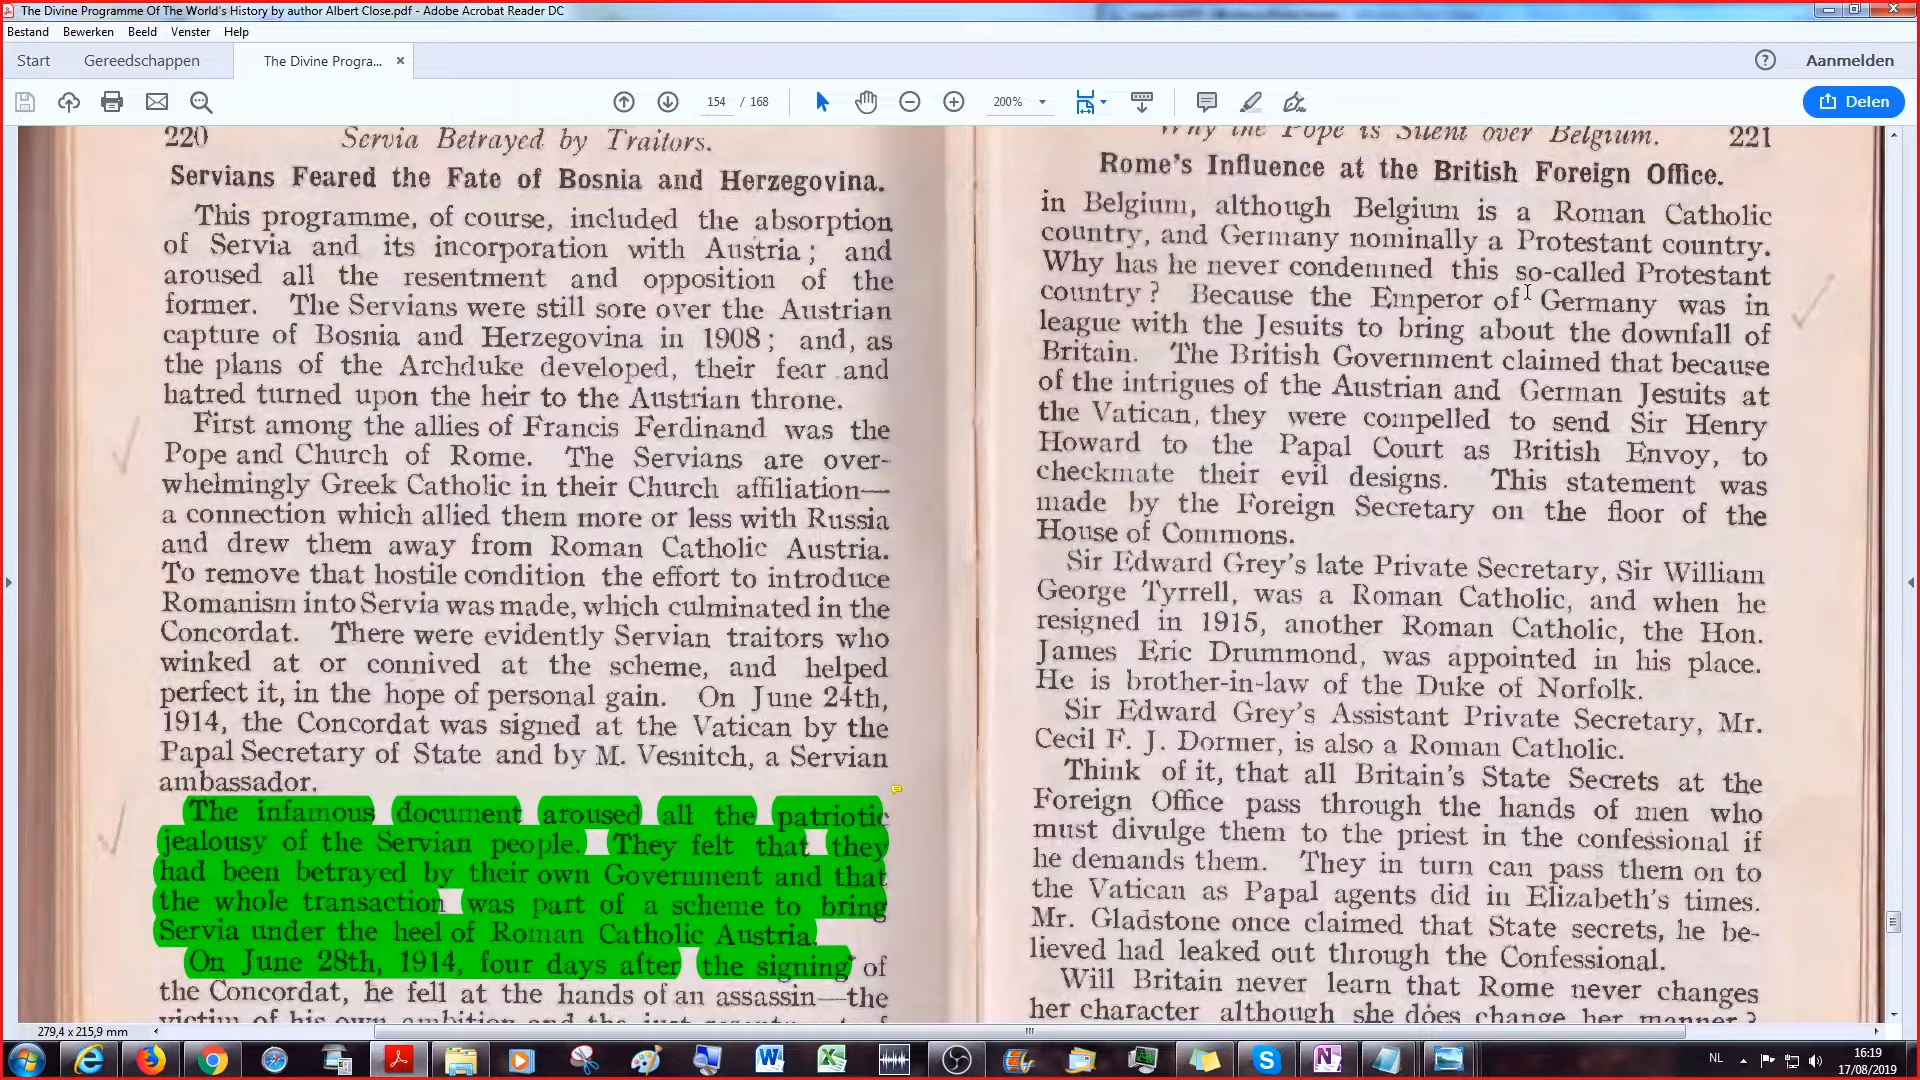 The Divine Programme Of The World's History by author Albert Close.pdf - Adobe Acrobat Reader DC
Bestand Bewerken Beeld Venster Help
Start Gereedschappen The Divine Progra... × Aanmelden
154 / 168 200% Delen
220 Servia Betrayed by Traitors.
Servians Feared the Fate of Bosnia and Herzegovina.
This programme, of course, included the absorption
of Servia and its incorporation with Austria; and
aroused all the resentment and opposition of the
former. The Servians were still sore over the Austrian
capture of Bosnia and Herzegovina in 1908; and, as
the plans of the Archduke developed, their fear and
hatred turned upon the heir to the Austrian throne.
First among the allies of Francis Ferdinand was the
Pope and Church of Rome. The Servians are over-
whelmingly Greek Catholic in their Church affiliation—
a connection which allied them more or less with Russia
and drew them away from Roman Catholic Austria.
To remove that hostile condition the effort to introduce
Romanism into Servia was made, which culminated in the
Concordat. There were evidently Servian traitors who
winked at or connived at the scheme, and helped
perfect it, in the hope of personal gain. On June 24th,
1914, the Concordat was signed at the Vatican by the
Papal Secretary of State and by M. Vesnitch, a Servian
ambassador.
The infamous document aroused all the patriotic
jealousy of the Servian people. They felt that they
had been betrayed by their own Government and that
the whole transaction was part of a scheme to bring
Servia under the heel of Roman Catholic Austria.
On June 28th, 1914, four days after the signing of
the Concordat, he fell at the hands of an assassin—the
victim of his own ambition and the just resentment of
Why the Pope is Silent over Belgium. 221
Rome's Influence at the British Foreign Office.
in Belgium, although Belgium is a Roman Catholic
country, and Germany nominally a Protestant country.
Why has he never condemned this so-called Protestant
country? Because the Emperor of Germany was in
league with the Jesuits to bring about the downfall of
Britain. The British Government claimed that because
of the intrigues of the Austrian and German Jesuits at
the Vatican, they were compelled to send Sir Henry
Howard to the Papal Court as British Envoy, to
checkmate their evil designs. This statement was
made by the Foreign Secretary on the floor of the
House of Commons.
Sir Edward Grey's late Private Secretary, Sir William
George Tyrrell, was a Roman Catholic, and when he
resigned in 1915, another Roman Catholic, the Hon.
James Eric Drummond, was appointed in his place.
He is brother-in-law of the Duke of Norfolk.
Sir Edward Grey's Assistant Private Secretary, Mr.
Cecil F. J. Dormer, is also a Roman Catholic.
Think of it, that all Britain's State Secrets at the
Foreign Office pass through the hands of men who
must divulge them to the priest in the confessional if
he demands them. They in turn can pass them on to
the Vatican as Papal agents did in Elizabeth's times.
Mr. Gladstone once claimed that State secrets, he be-
lieved had leaked out through the Confessional.
Will Britain never learn that Rome never changes
her character although she does change her manner?
279,4 x 215,9 mm
NL 16:19
17/08/2019